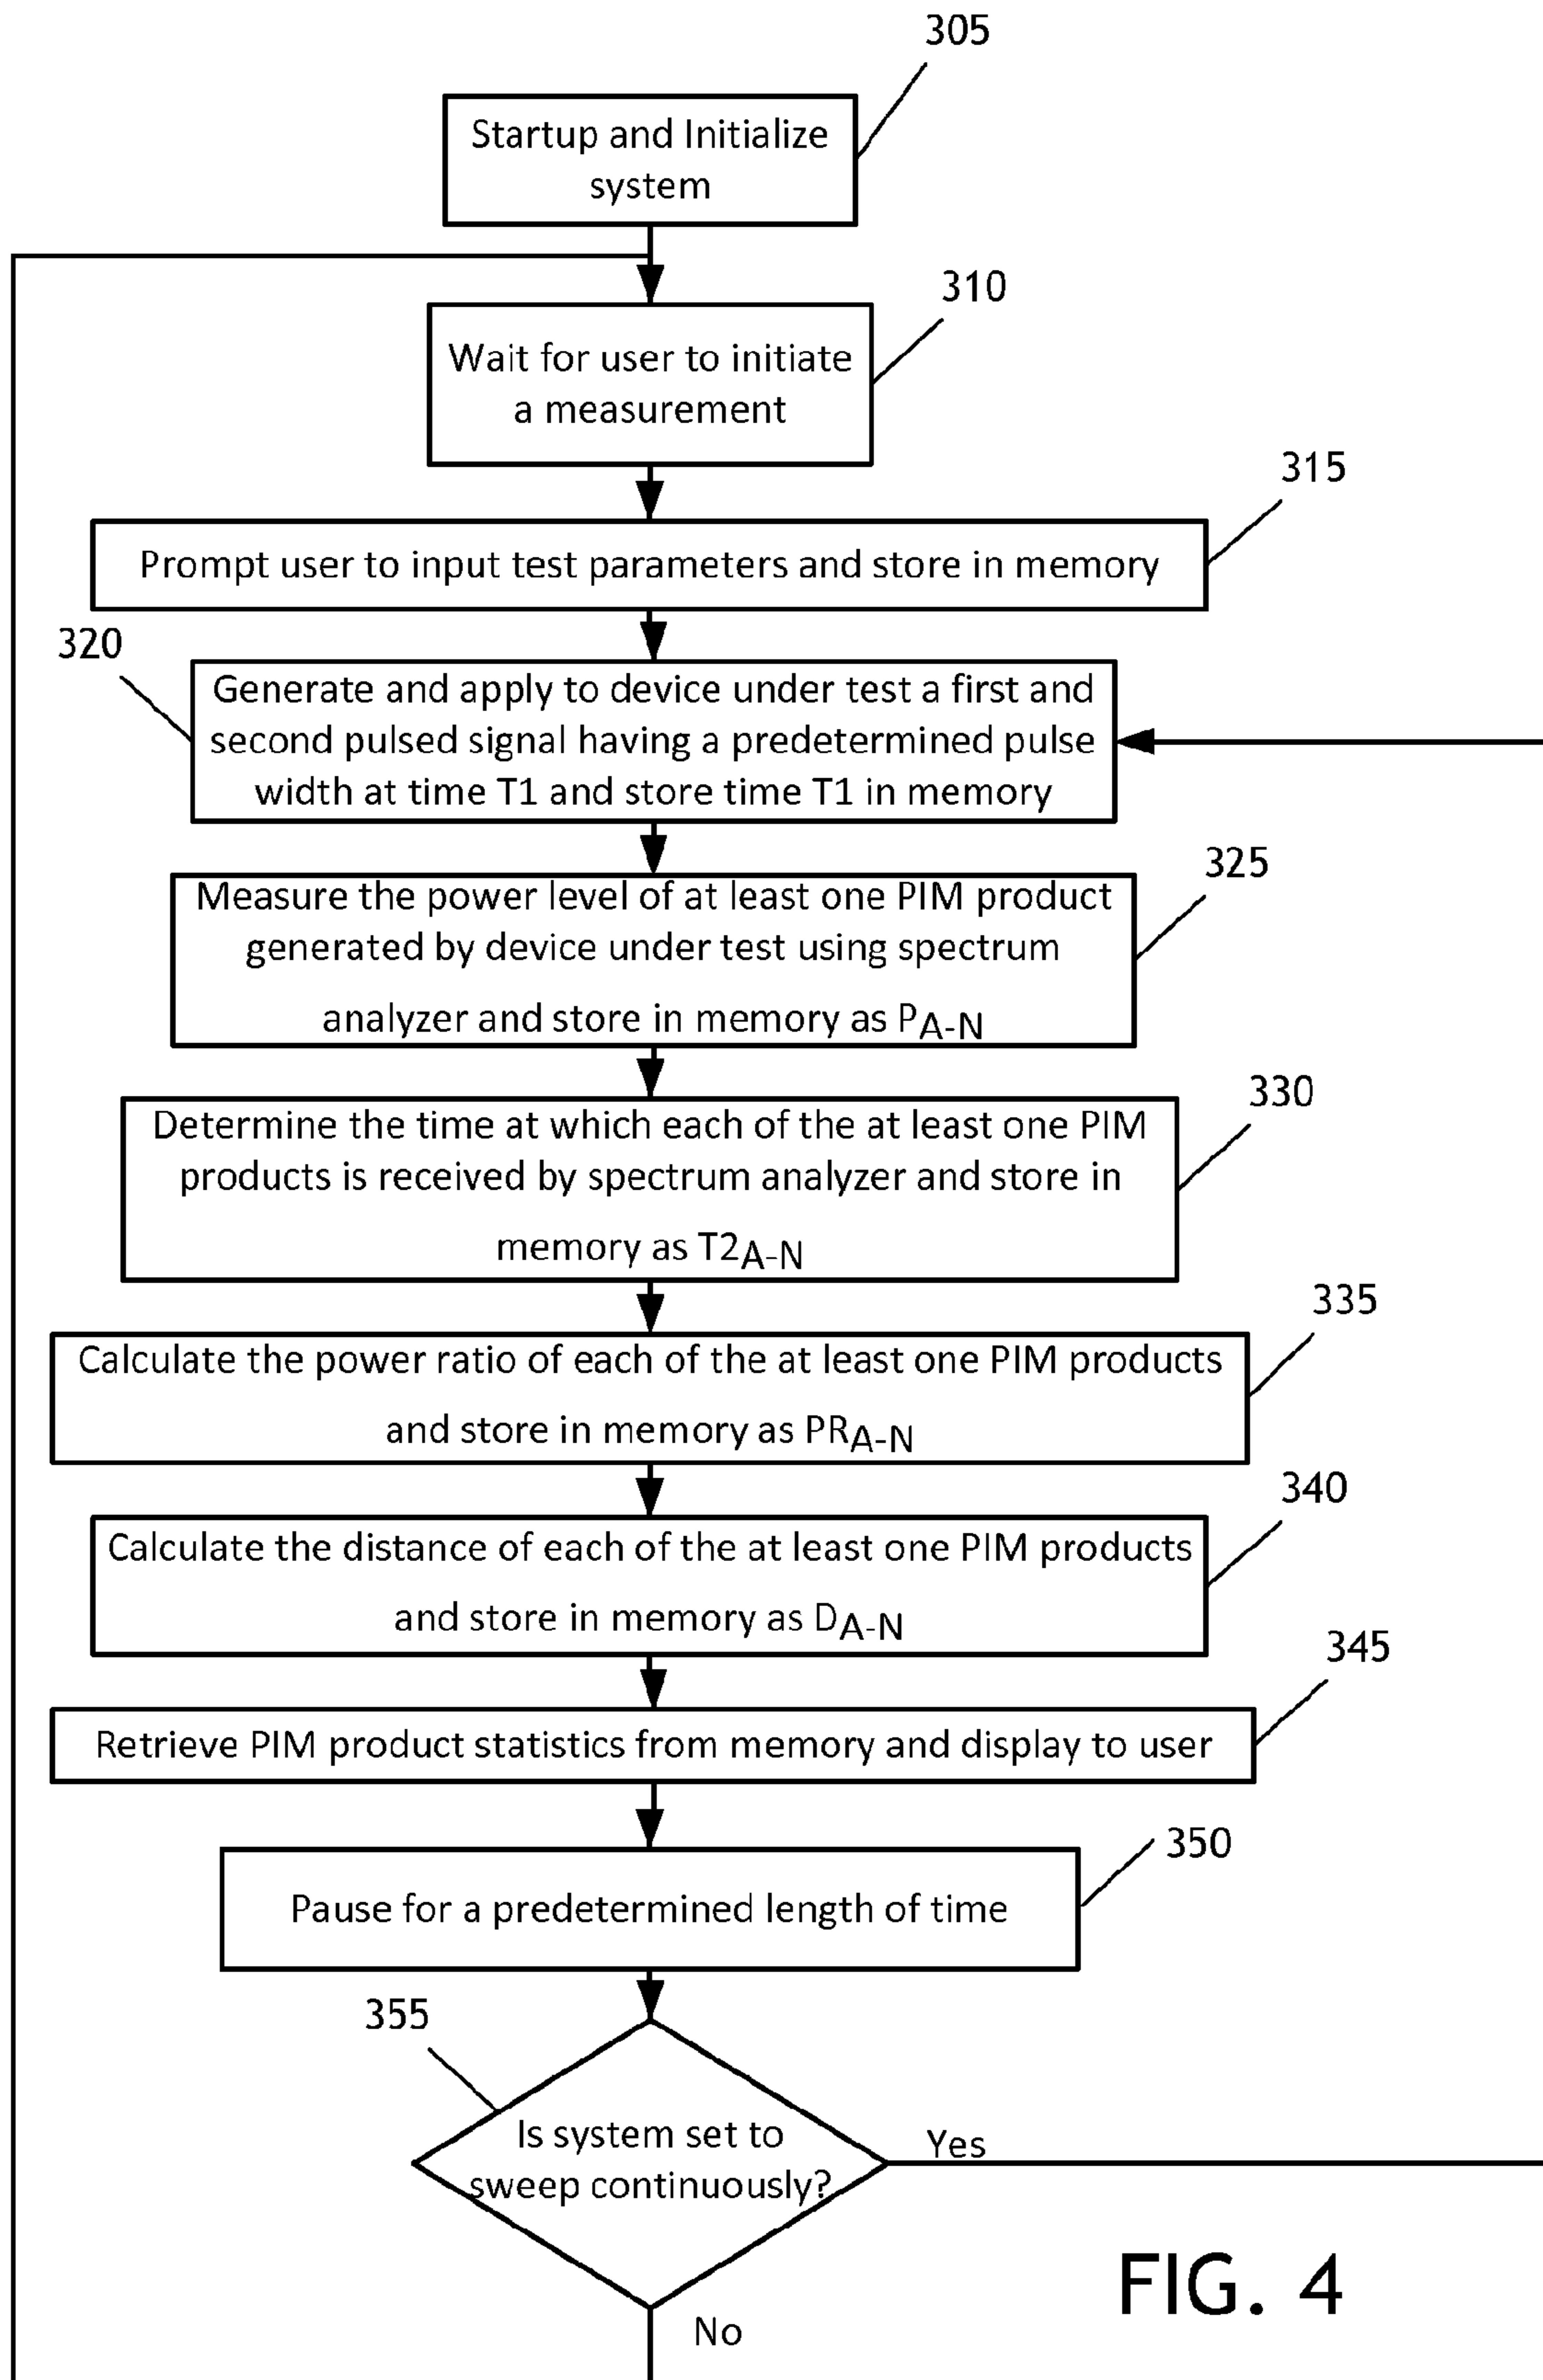 305
Startup and Initialize
system
310
Wait for user to initiate
a measurement
315
Prompt user to input test parameters and store in memory
320
Generate and apply to device under test a first and
second pulsed signal having a predetermined pulse
width at time T1 and store time T1 in memory
325
Measure the power level of at least one PIM product
generated by device under test using spectrum
analyzer and store in memory as PA-N
330
Determine the time at which each of the at least one PIM
products is received by spectrum analyzer and store in
memory as T2A-N
335
Calculate the power ratio of each of the at least one PIM products
and store in memory as PRA-N
340
Calculate the distance of each of the at least one PIM products
and store in memory as DA-N
345
Retrieve PIM product statistics from memory and display to user
350
Pause for a predetermined length of time
355
Is system set to
sweep continuously?
Yes
No
FIG. 4